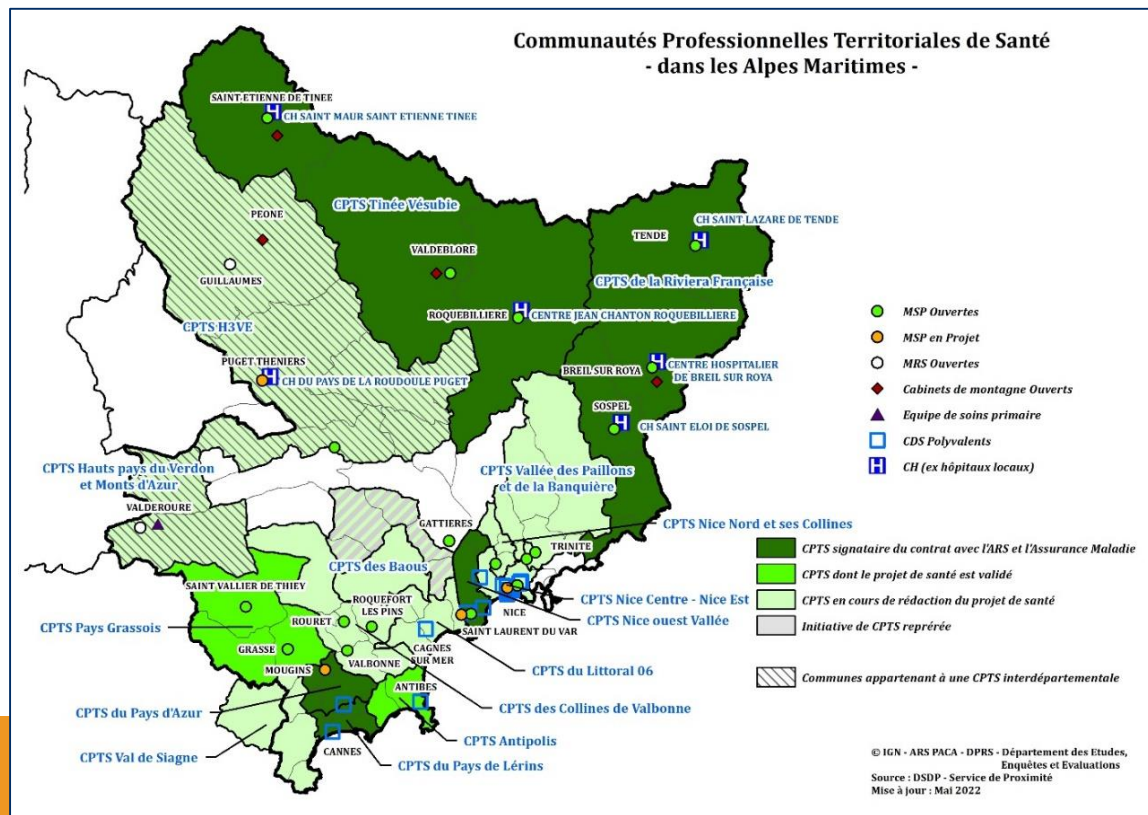 Communautés Professionnelles Territoriales de Santé
- dans les Alpes Maritimes -
SAINT-ETIENNE DE TINEE
H
CH SAINT MAUR SAINT ETIENNE TINEE
CPTS Tinée Vésubie
PEONE
VALDEBLORE
GUILLAUMES
CH SAINT LAZARE DE TENDE
TENDE
H
CPTS de la Riviera Française
ROQUEBILLIERE
H
CENTRE JEAN CHANTON ROQUEBILLIERE
CPTS H3VE
PUGET THENIERS
H
CH DU PAYS DE LA ROUDOULE PUGET
BREIL SUR ROYA
H
CENTRE HOSPITALIER
DE BREIL SUR ROYA
SOSPEL
H
CH SAINT ELOI DE SOSPEL
CPTS Hauts pays du Verdon
et Monts d'Azur
CPTS Vallée des Paillons
et de la Banquière
VALDEROURE
GATTIERES
CPTS Nice Nord et ses Collines
TRINITE
CPTS des Baous
SAINT VALLIER DE THIEY
ROQUEFORT
LES PINS
NICE
CPTS Nice Centre - Nice Est
CPTS Pays Grassois
ROURET
SAINT LAURENT DU VAR
CPTS Nice ouest Vallée
GRASSE
CAGNES
SUR MER
VALBONNE
CPTS du Littoral 06
MOUGINS
ANTIBES
CPTS du Pays d'Azur
CPTS des Collines de Valbonne
CPTS Antipolis
CPTS Val de Siagne
CANNES
CPTS du Pays de Lérins
MSP Ouvertes
MSP en Projet
MRS Ouvertes
Cabinets de montagne Ouverts
Equipe de soins primaire
CDS Polyvalents
H
CH (ex hôpitaux locaux)
CPTS signataire du contrat avec l'ARS et l'Assurance Maladie
CPTS dont le projet de santé est validé
CPTS en cours de rédaction du projet de santé
Initiative de CPTS reprérée
Communes appartenant à une CPTS interdépartementale
© IGN - ARS PACA - DPRS - Département des Etudes,
Enquêtes et Evaluations
Source : DSDP - Service de Proximité
Mise à jour : Mai 2022